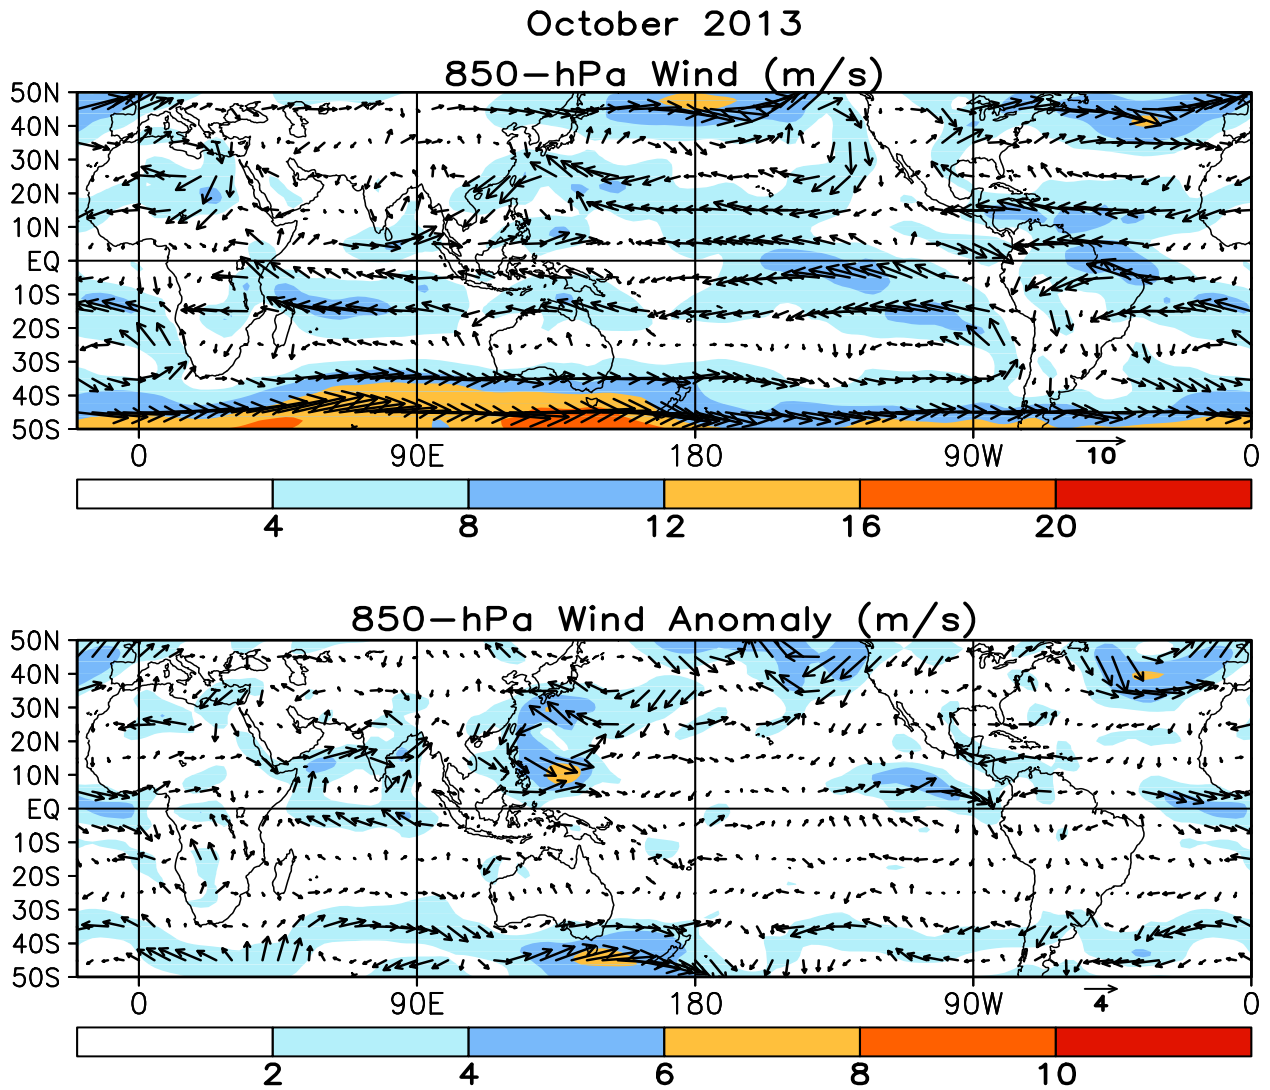 October 2013
850-hPa Wind (m/s)
50N
40N
30N
20N
10N
EQ
10S
20S
30S
40S
50S
0 90E 180 90W 0
10
4 8 12 16 20
850-hPa Wind Anomaly (m/s)
50N
40N
30N
20N
10N
EQ
10S
20S
30S
40S
50S
0 90E 180 90W 0
4
2 4 6 8 10